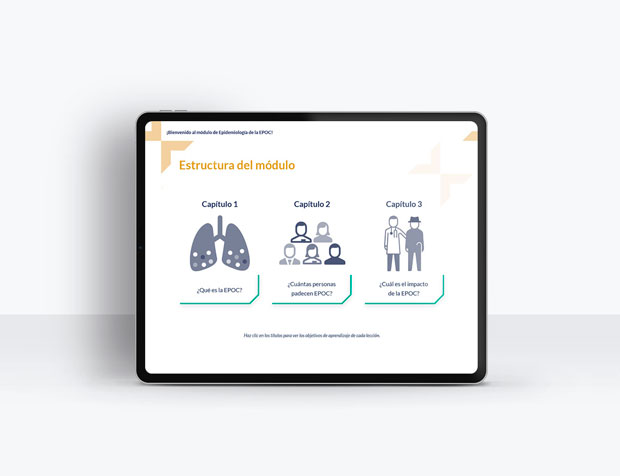 ¡Bienvenido al módulo de Epidemiología de la EPOC!
Estructura del módulo
Capítulo 1
Capítulo 2
Capítulo 3
¿Qué es la EPOC?
¿Cuántas personas
padecen EPOC?
¿Cuál es el impacto
de la EPOC?
Haz clic en los títulos para ver los objetivos de aprendizaje de cada lección.